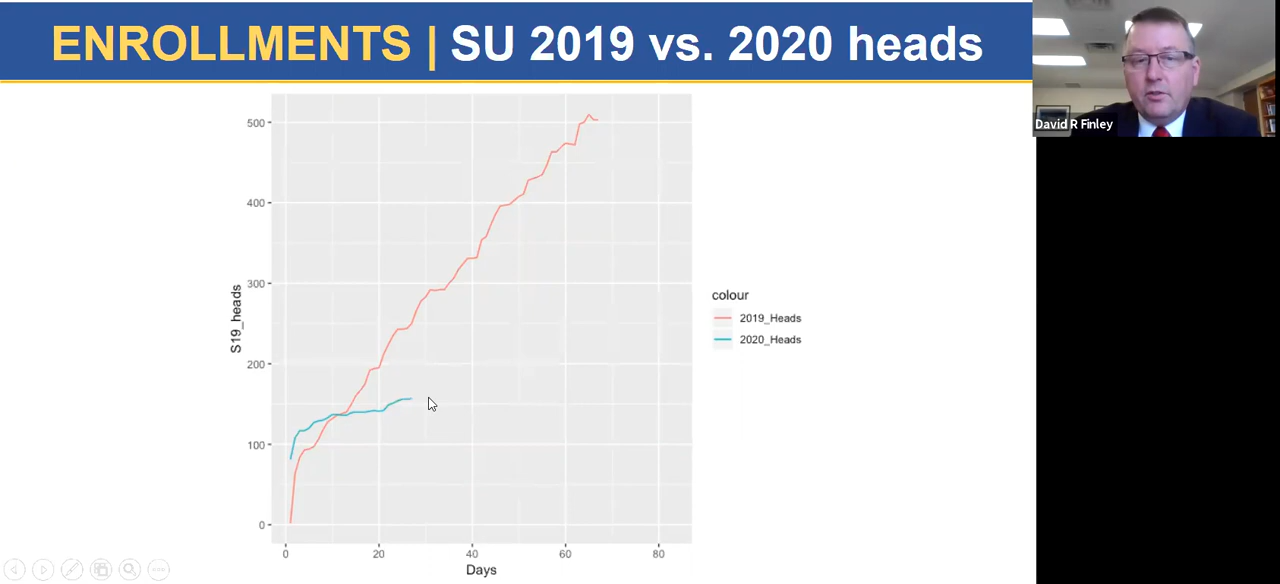 ENROLLMENTS | SU 2019 vs. 2020 heads
David R Finley
500
400
300
200
100
0
S19_heads
0 20 40 60 80
Days
colour
2019_Heads
2020_Heads